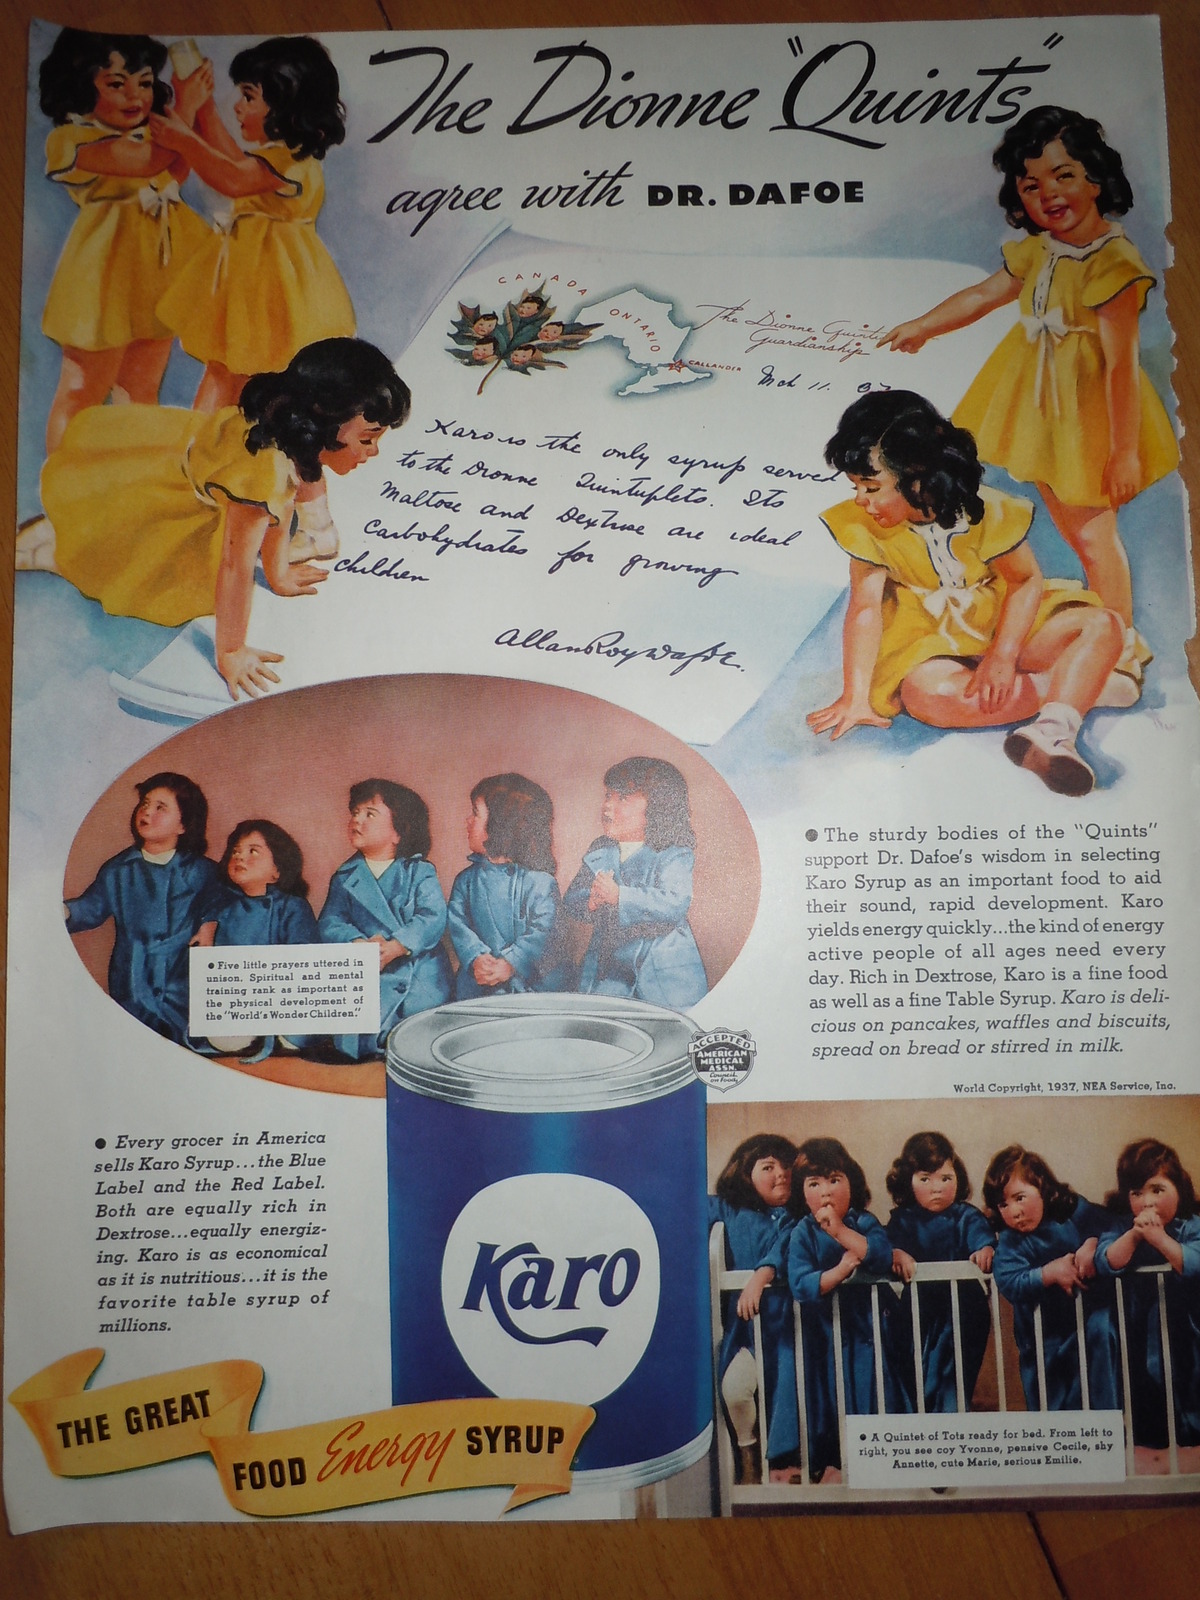 The Dionne "Quints"
agree with DR. DAFOE
CANADA
ONTARIO
CALLANDER
The Dionne Quints
Guardianship
Mch 11. 37
Karo is the only syrup served
to the Dionne Quintuplets. Its
Maltose and Dextrose are ideal
Carbohydrates for growing
children
Allan Roy Dafoe.
● Five little prayers uttered in
unison. Spiritual and mental
training rank as important as
the physical development of
the "World's Wonder Children."
● The sturdy bodies of the "Quints"
support Dr. Dafoe's wisdom in selecting
Karo Syrup as an important food to aid
their sound, rapid development. Karo
yields energy quickly...the kind of energy
active people of all ages need every
day. Rich in Dextrose, Karo is a fine food
as well as a fine Table Syrup. Karo is deli-
cious on pancakes, waffles and biscuits,
spread on bread or stirred in milk.
World Copyright, 1937, NEA Service, Inc.
ACCEPTED
AMERICAN
MEDICAL
ASSN.
Council
on Foods
● Every grocer in America
sells Karo Syrup...the Blue
Label and the Red Label.
Both are equally rich in
Dextrose...equally energiz-
ing. Karo is as economical
as it is nutritious...it is the
favorite table syrup of
millions.
Karo
THE GREAT
FOOD Energy SYRUP
● A Quintet of Tots ready for bed. From left to
right, you see coy Yvonne, pensive Cecile, shy
Annette, cute Marie, serious Emilie.